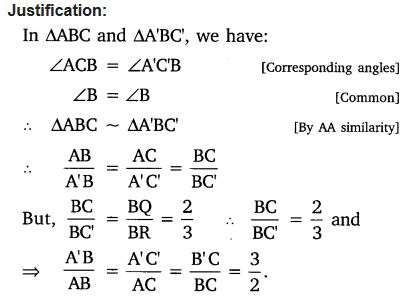 Justification:
In ΔABC and ΔA'BC', we have:
∠ACB = ∠A'C'B [Corresponding angles]
∠B = ∠B [Common]
∴ ΔABC ~ ΔA'BC' [By AA similarity]
∴ AB/A'B = AC/A'C' = BC/BC'
But, BC/BC' = BQ/BR = 2/3 ∴ BC/BC' = 2/3 and
⇒ A'B/AB = A'C'/AC = B'C/BC = 3/2.